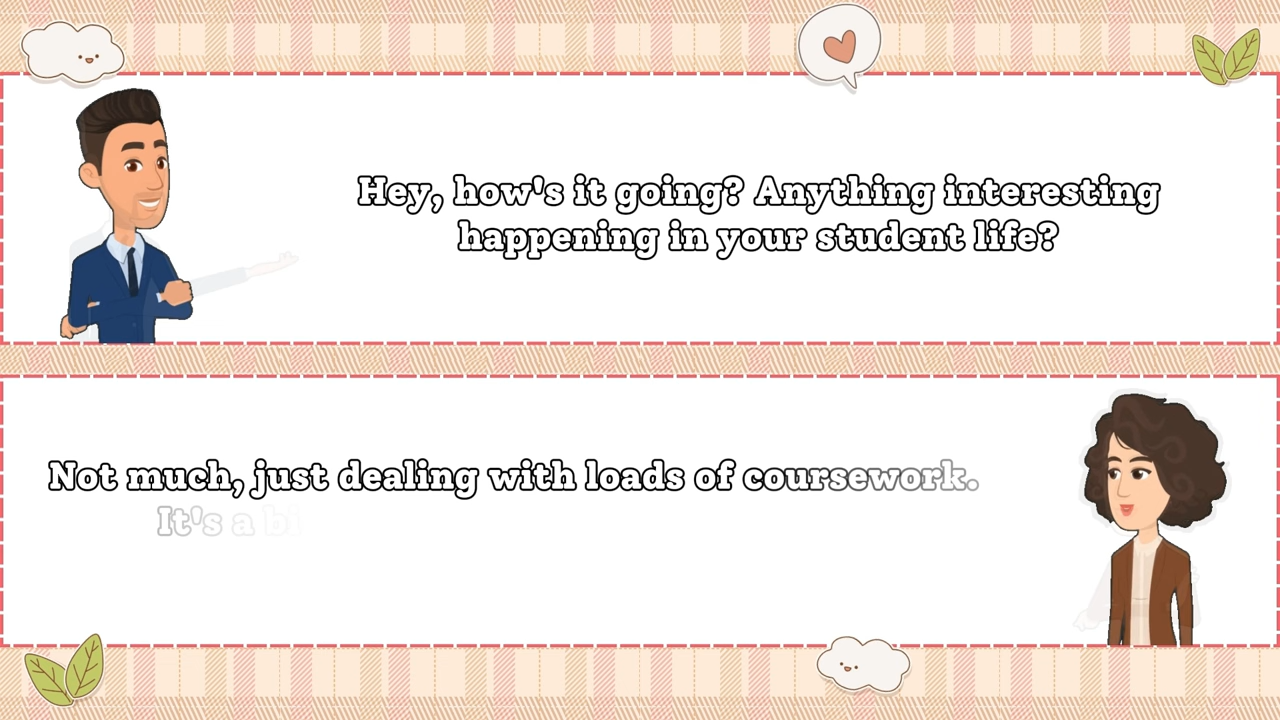 Hey, how's it going? Anything interesting
happening in your student life?
Not much, just dealing with loads of coursework.
It's a